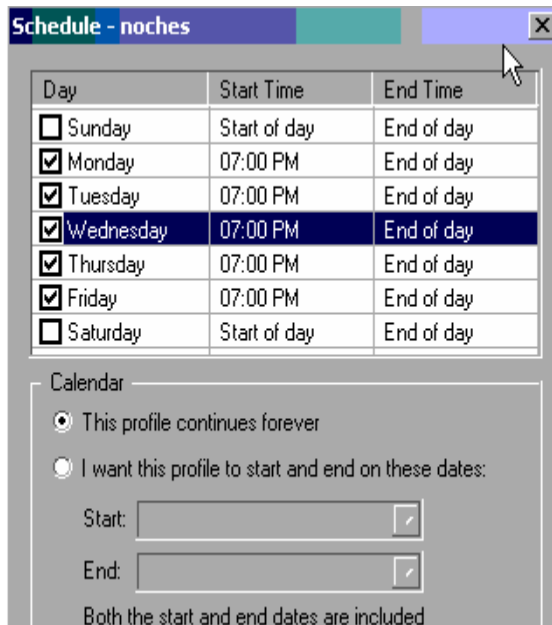 Schedule - noches
Day Start Time End Time
Sunday Start of day End of day
Monday 07:00 PM End of day
Tuesday 07:00 PM End of day
Wednesday 07:00 PM End of day
Thursday 07:00 PM End of day
Friday 07:00 PM End of day
Saturday Start of day End of day
Calendar
This profile continues forever
I want this profile to start and end on these dates:
Start:
End:
Both the start and end dates are included